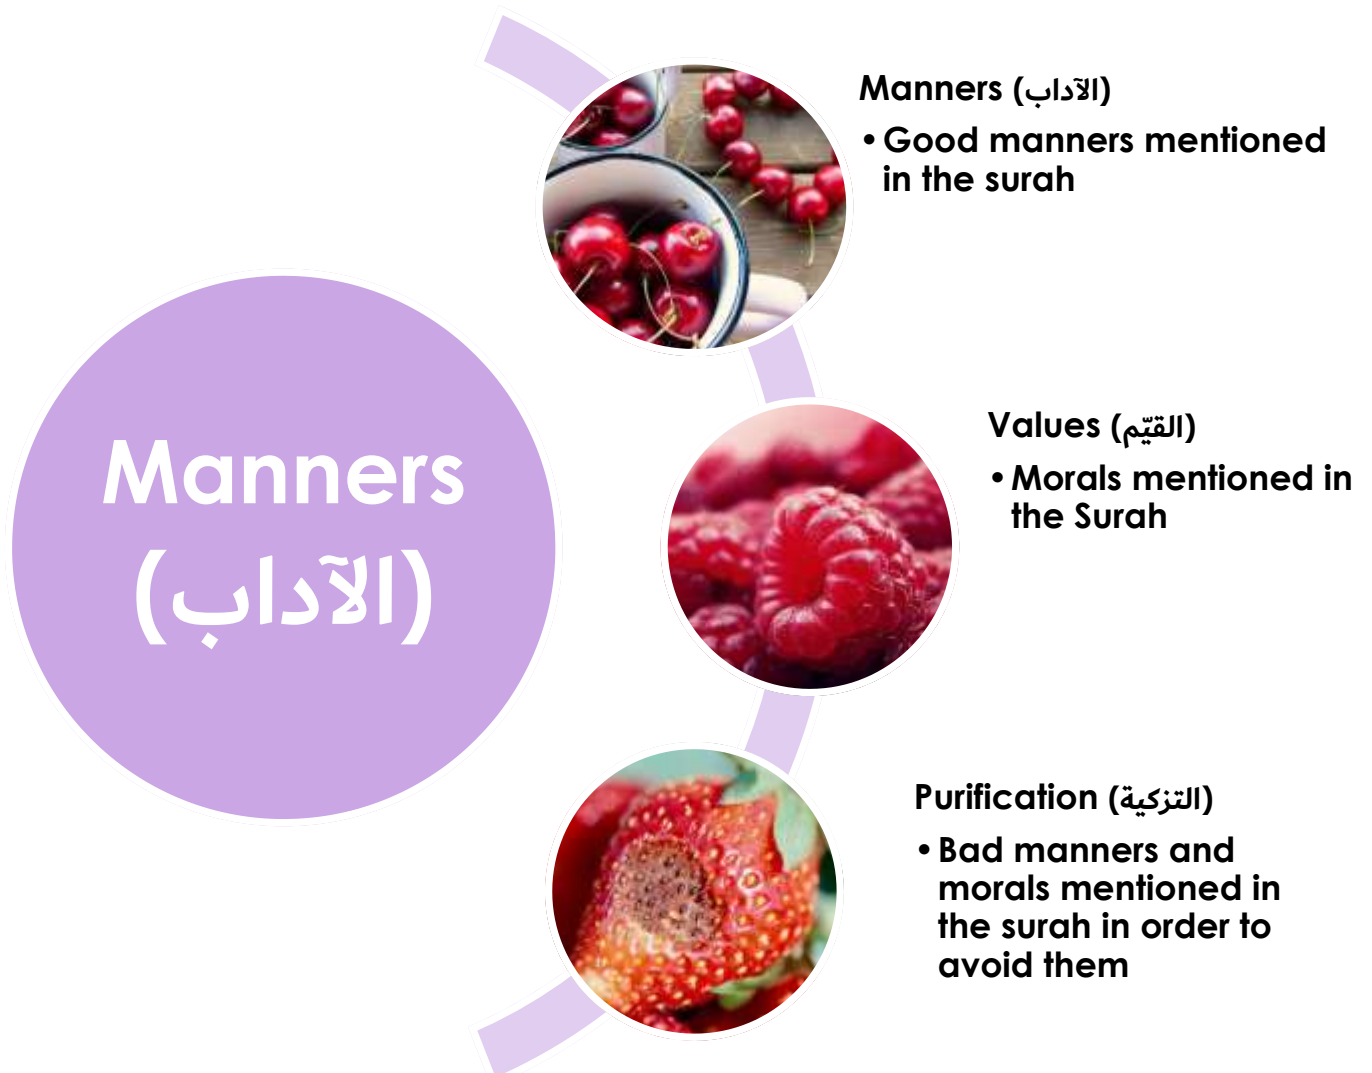 Manners
(الآداب)
Manners (الآداب)
• Good manners mentioned
in the surah
Values (القيّم)
• Morals mentioned in
the Surah
Purification (التزكية)
• Bad manners and
morals mentioned in
the surah in order to
avoid them